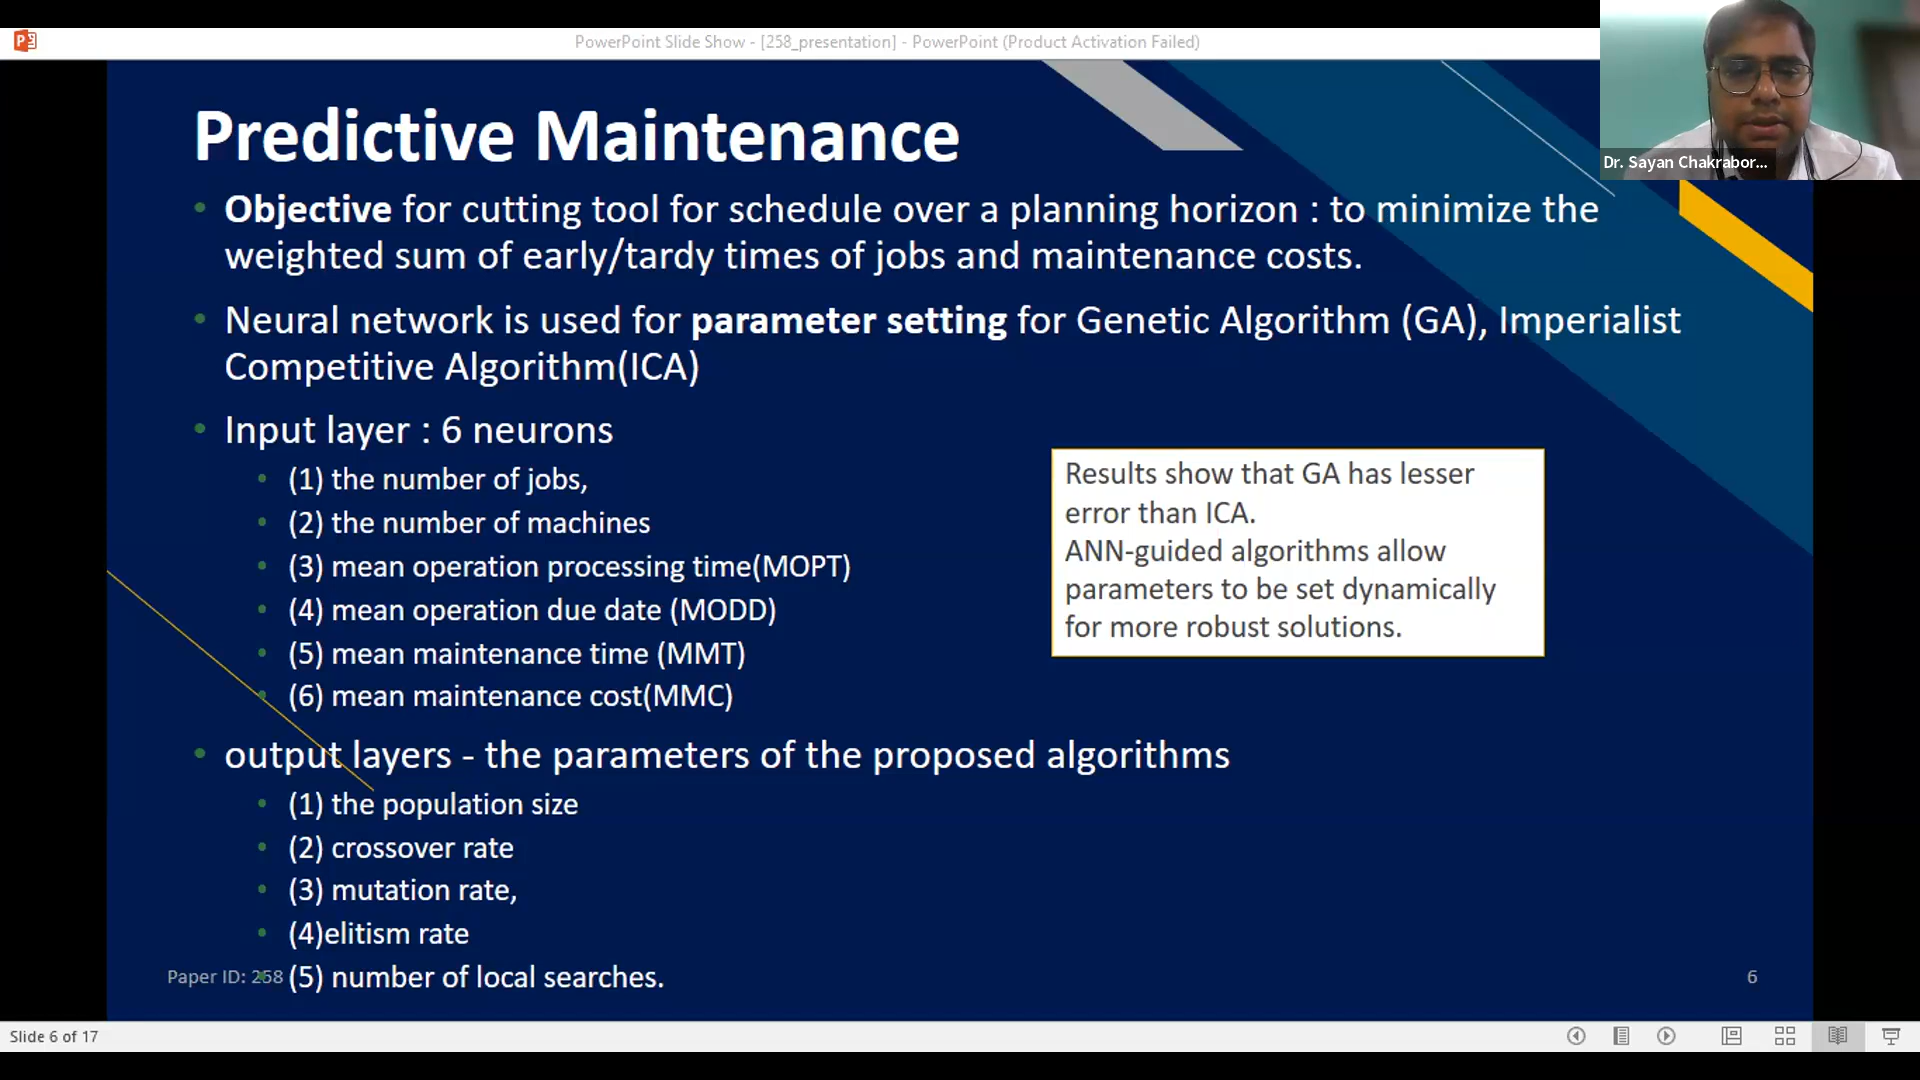 PowerPoint Slide Show - [258_presentation] - PowerPoint (Product Activation Failed)
Dr. Sayan Chakrabor...
Predictive Maintenance
• Objective for cutting tool for schedule over a planning horizon : to minimize the
weighted sum of early/tardy times of jobs and maintenance costs.
• Neural network is used for parameter setting for Genetic Algorithm (GA), Imperialist
Competitive Algorithm(ICA)
• Input layer : 6 neurons
• (1) the number of jobs,
• (2) the number of machines
• (3) mean operation processing time(MOPT)
• (4) mean operation due date (MODD)
• (5) mean maintenance time (MMT)
• (6) mean maintenance cost(MMC)
Results show that GA has lesser
error than ICA.
ANN-guided algorithms allow
parameters to be set dynamically
for more robust solutions.
• output layers - the parameters of the proposed algorithms
• (1) the population size
• (2) crossover rate
• (3) mutation rate,
• (4)elitism rate
• (5) number of local searches.
Paper ID: 258
6
Slide 6 of 17